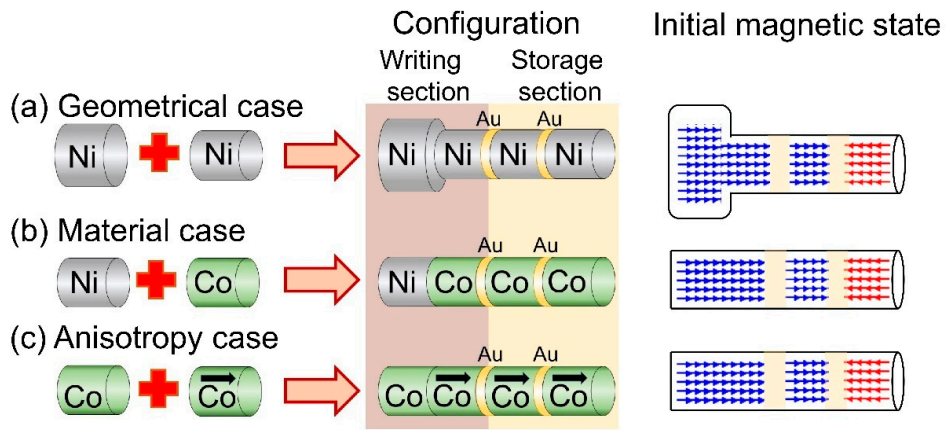 Configuration
Initial magnetic state
Writing section
Storage section
(a) Geometrical case
Au Au
Ni Ni Ni Ni Ni Ni
(b) Material case
Au Au
Ni Co Ni Co Co Co
(c) Anisotropy case
Au Au
Co Co Co Co Co Co